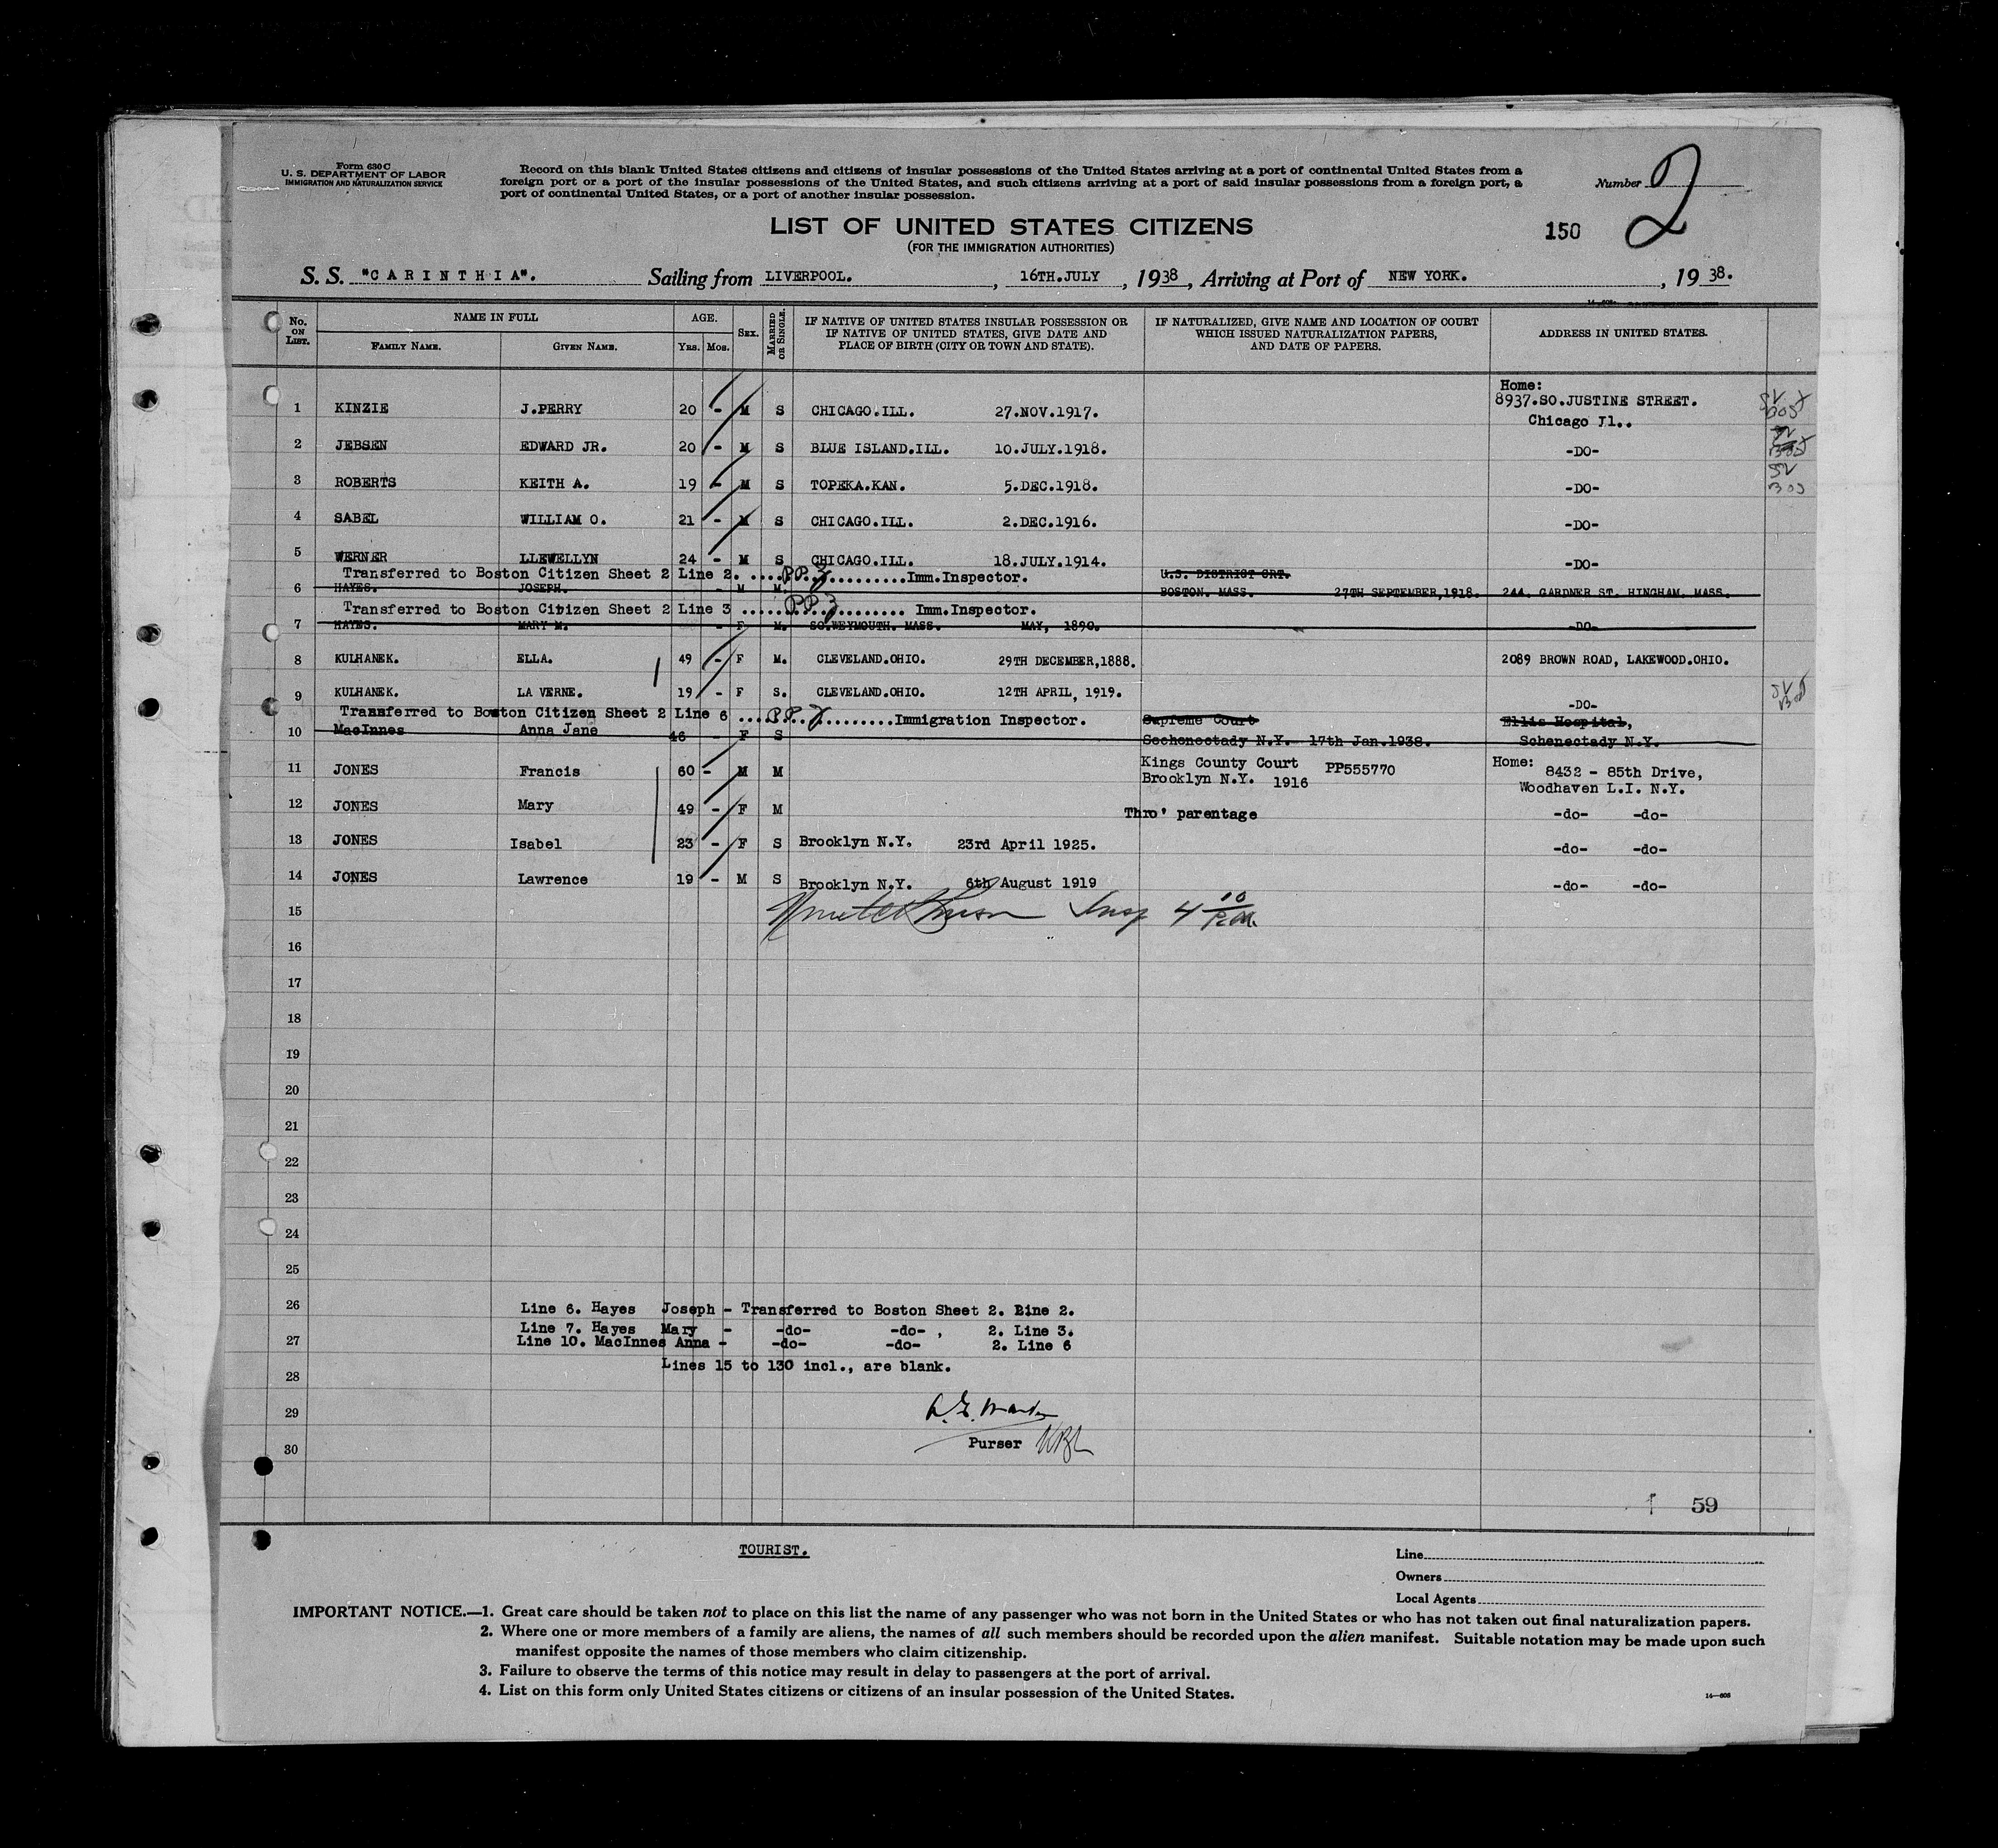 Form 630 C
U. S. DEPARTMENT OF LABOR
IMMIGRATION AND NATURALIZATION SERVICE
Record on this blank United States citizens and citizens of insular possessions of the United States arriving at a port of continental United States from a
foreign port or a port of the insular possessions of the United States, and such citizens arriving at a port of said insular possessions from a foreign port, a
port of continental United States, or a port of another insular possession.
Number 2
LIST OF UNITED STATES CITIZENS
(FOR THE IMMIGRATION AUTHORITIES)
150
S. S. "CARINTHIA". Sailing from LIVERPOOL. , 16TH.JULY , 1938, Arriving at Port of NEW YORK. , 1938.
No. ON LIST. NAME IN FULL FAMILY NAME. GIVEN NAME. AGE. YRS. MOS. SEX. MARRIED OR SINGLE. IF NATIVE OF UNITED STATES INSULAR POSSESSION OR IF NATIVE OF UNITED STATES, GIVE DATE AND PLACE OF BIRTH (CITY OR TOWN AND STATE). IF NATURALIZED, GIVE NAME AND LOCATION OF COURT WHICH ISSUED NATURALIZATION PAPERS, AND DATE OF PAPERS. ADDRESS IN UNITED STATES.
Home:
1 KINZIE J.PERRY 20 - M S CHICAGO.ILL. 27.NOV.1917. 8937.SO.JUSTINE STREET.
Chicago Il..
2 JEBSEN EDWARD JR. 20 - M S BLUE ISLAND.ILL. 10.JULY.1918. -DO-
3 ROBERTS KEITH A. 19 - M S TOPEKA.KAN. 5.DEC.1918. -DO-
4 SABEL WILLIAM O. 21 - M S CHICAGO.ILL. 2.DEC.1916. -DO-
5 WERNER LLEWELLYN 24 - M S CHICAGO.ILL. 18.JULY.1914. -DO-
Transferred to Boston Citizen Sheet 2 Line 2. ....PP.........Imm.Inspector. U.S. DISTRICT CRT.
6 HAYES. JOSEPH. - M M. BOSTON. MASS. 27TH SEPTEMBER,1918. 244. GARDNER ST. HINGHAM. MASS.
Transferred to Boston Citizen Sheet 2 Line 3 ......PP......... Imm.Inspector.
7 HAYES. MARY M. - F M. SO.WEYMOUTH. MASS. MAY, 1890. -DO-
8 KULHANEK. ELLA. 49 - F M. CLEVELAND.OHIO. 29TH DECEMBER,1888. 2089 BROWN ROAD, LAKEWOOD.OHIO.
9 KULHANEK. LA VERNE. 19 - F S. CLEVELAND.OHIO. 12TH APRIL, 1919. -DO-
Transferred to Boston Citizen Sheet 2 Line 6 ....PP.........Immigration Inspector. Supreme Court Ellis Hospital,
10 MacInnes Anna Jane 46 - F S Sechenectady N.Y. 17th Jan.1938. Schenectady N.Y.
11 JONES Francis 60 - M M Kings County Court PP555770 Home: 8432 - 85th Drive,
Brooklyn N.Y. 1916 Woodhaven L.I. N.Y.
12 JONES Mary 49 - F M Thro' parentage -do- -do-
13 JONES Isabel 23 - F S Brooklyn N.Y. 23rd April 1925. -do- -do-
14 JONES Lawrence 19 - M S Brooklyn N.Y. 6th August 1919 -do- -do-
15 Insp 4 10 P.M.
16
17
18
19
20
21
22
23
24
25
26 Line 6. Hayes Joseph - Transferred to Boston Sheet 2. Line 2.
Line 7. Hayes Mary - -do- -do- , 2. Line 3.
27 Line 10. MacInnes Anna - -do- -do- 2. Line 6
Lines 15 to 130 incl., are blank.
28
29
30 Purser
59
TOURIST.
Line
Owners
Local Agents
IMPORTANT NOTICE.—1. Great care should be taken not to place on this list the name of any passenger who was not born in the United States or who has not taken out final naturalization papers.
2. Where one or more members of a family are aliens, the names of all such members should be recorded upon the alien manifest. Suitable notation may be made upon such
manifest opposite the names of those members who claim citizenship.
3. Failure to observe the terms of this notice may result in delay to passengers at the port of arrival.
4. List on this form only United States citizens or citizens of an insular possession of the United States.
14—606